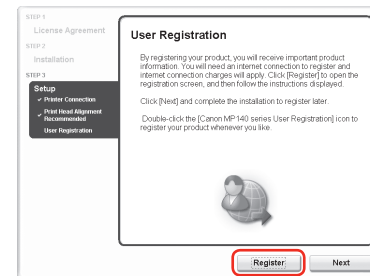 STEP 1
License Agreement
STEP 2
Installation
STEP 3
Setup
Printer Connection
Print Head Alignment
Recommended
User Registration
User Registration
By registering your product, you will receive important product
information. You will need an internet connection to register and
internet connection charges will apply. Click [Register] to open the
registration screen, and then follow the instructions displayed.
Click [Next] and complete the installation to register later.
Double-click the [Canon MP140 series User Registration] icon to
register your product whenever you like.
Register
Next